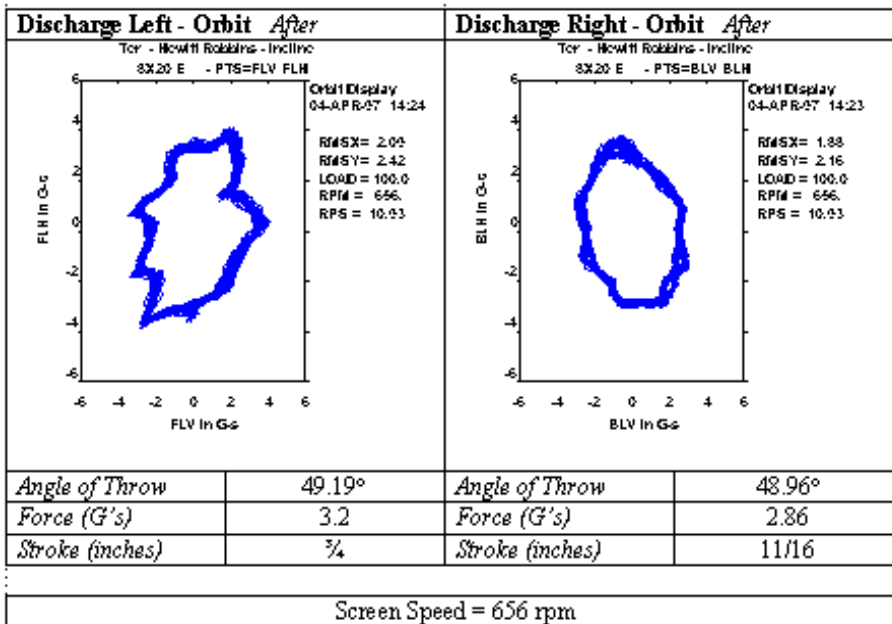 Discharge Left - Orbit After
Tor - Hewitt Robbins - Incline
8X20 E - PTS=FLV FLH
Orbit Display
04-APR-97 14:24
RMSX= 2.09
RMSY= 2.42
LOAD = 100.0
RPM = 656.
RPS = 10.93
FLH in G-s
6
4
2
0
-2
-4
-6
-6 -4 -2 0 2 4 6
FLV in G-s
Discharge Right - Orbit After
Tor - Hewitt Robbins - Incline
8X20 E - PTS=BLV BLH
Orbit Display
04-APR-97 14:23
RMSX= 1.88
RMSY= 2.16
LOAD = 100.0
RPM = 656.
RPS = 10.93
BLH in G-s
6
4
2
0
-2
-4
-6
-6 -4 -2 0 2 4 6
BLV in G-s
Angle of Throw 49.19° Angle of Throw 48.96°
Force (G's) 3.2 Force (G's) 2.86
Stroke (inches) ¾ Stroke (inches) 11/16
Screen Speed = 656 rpm